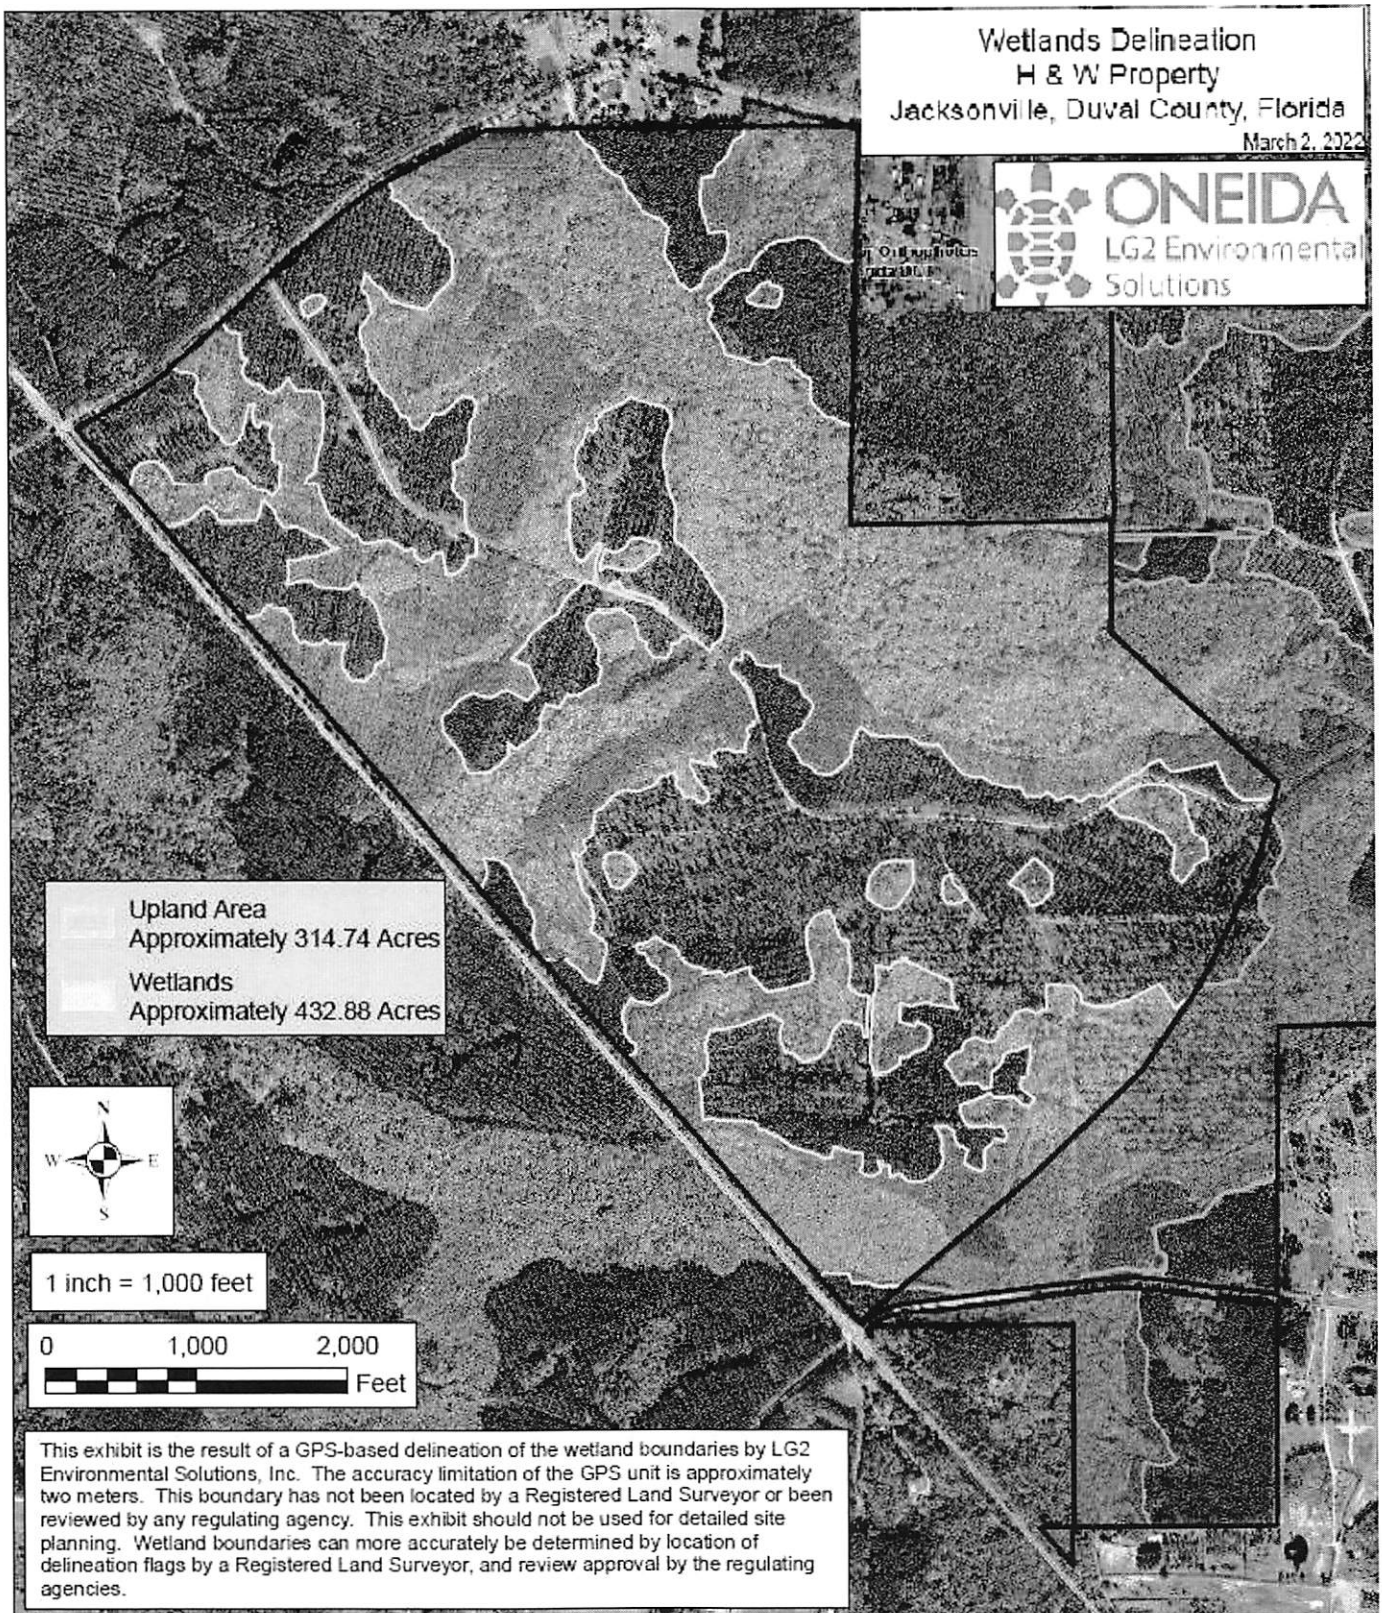 Wetlands Delineation
H & W Property
Jacksonville, Duval County, Florida
March 2, 2022
ONEIDA
LG2 Environmental
Solutions
Upland Area
Approximately 314.74 Acres
Wetlands
Approximately 432.88 Acres
N
W E
S
1 inch = 1,000 feet
0 1,000 2,000
Feet
This exhibit is the result of a GPS-based delineation of the wetland boundaries by LG2
Environmental Solutions, Inc. The accuracy limitation of the GPS unit is approximately
two meters. This boundary has not been located by a Registered Land Surveyor or been
reviewed by any regulating agency. This exhibit should not be used for detailed site
planning. Wetland boundaries can more accurately be determined by location of
delineation flags by a Registered Land Surveyor, and review approval by the regulating
agencies.